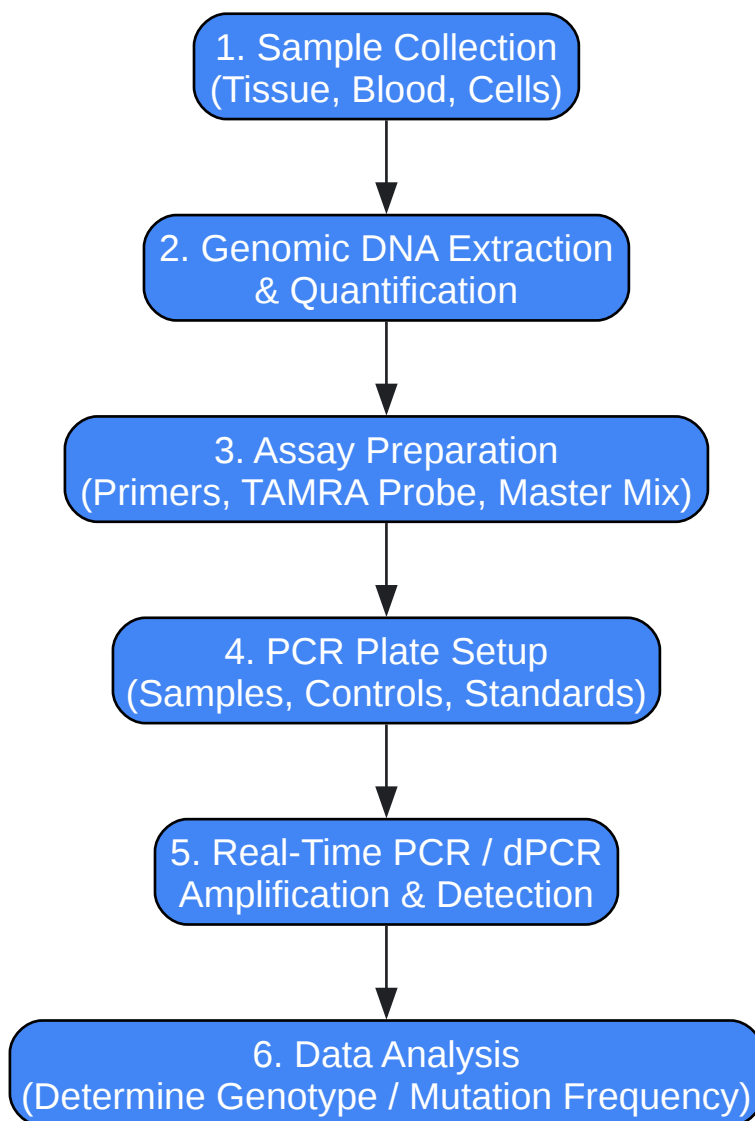 1. Sample Collection
(Tissue, Blood, Cells)
2. Genomic DNA Extraction
& Quantification
3. Assay Preparation
(Primers, TAMRA Probe, Master Mix)
4. PCR Plate Setup
(Samples, Controls, Standards)
5. Real-Time PCR / dPCR
Amplification & Detection
6. Data Analysis
(Determine Genotype / Mutation Frequency)